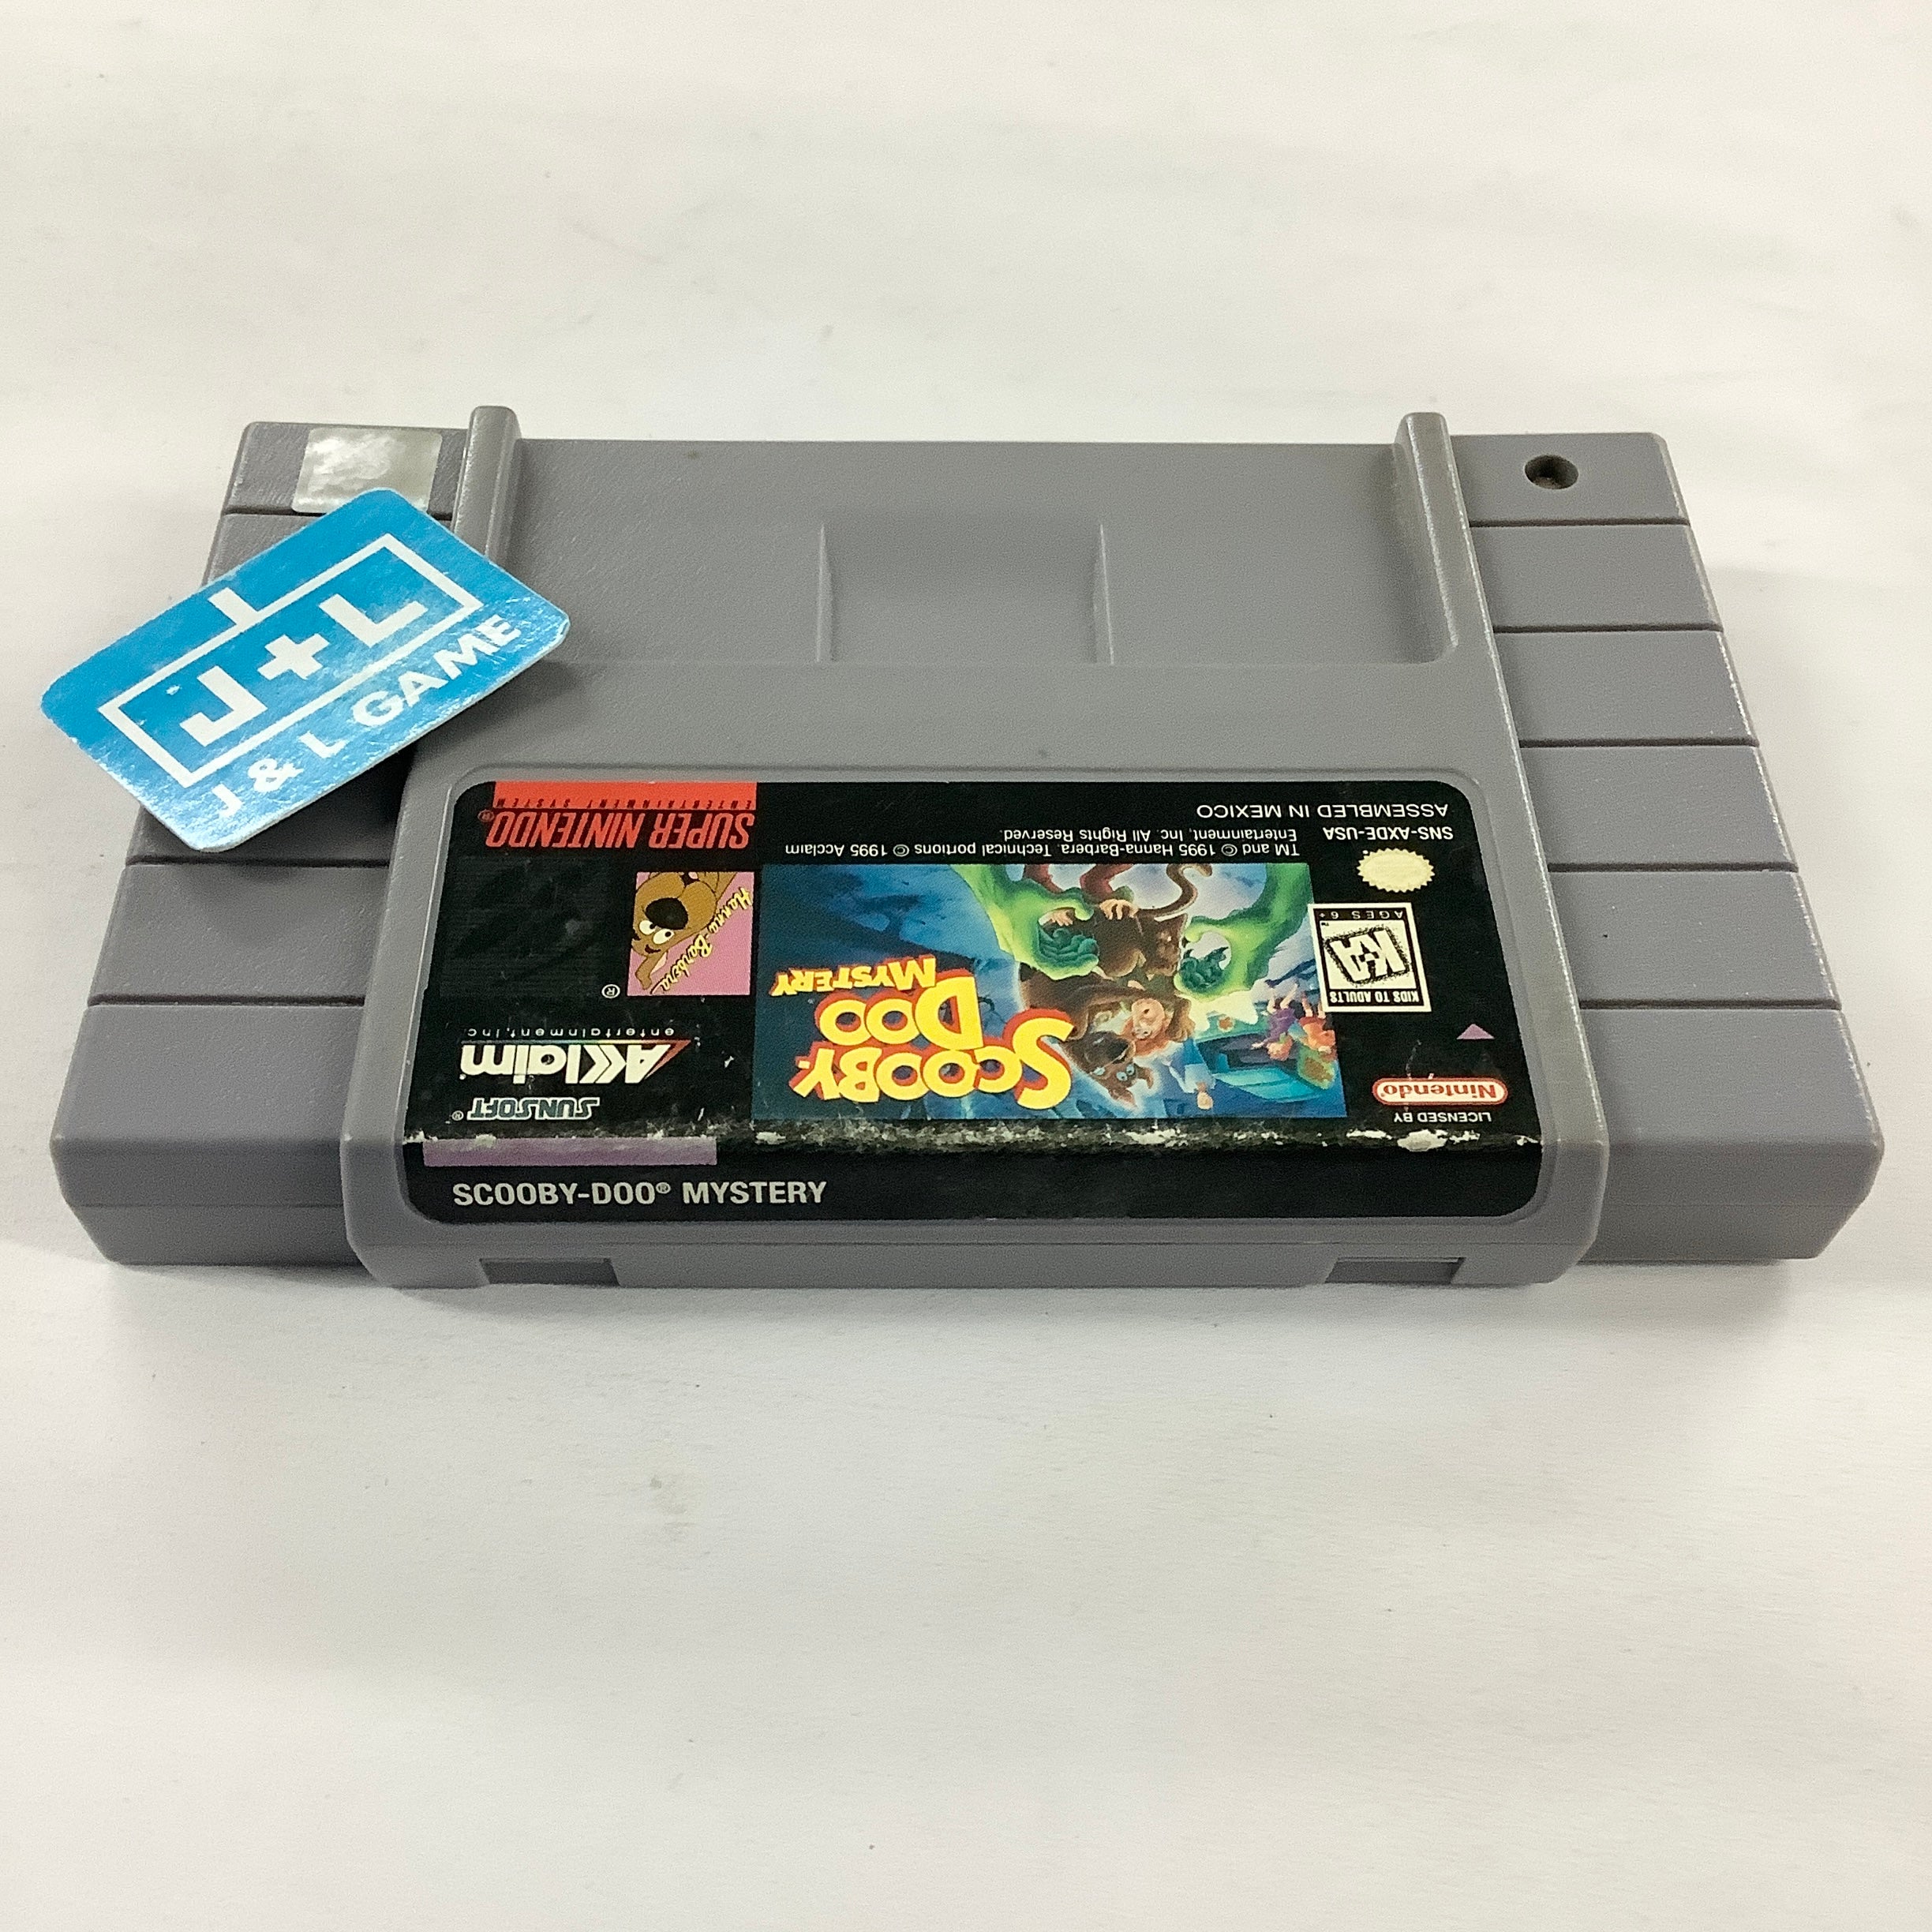 J+L
J & L GAME
SCOOBY-DOO® MYSTERY
LICENSED BY
Nintendo®
SUNSOFT®
AKklaim
entertainment, inc.
KIDS TO ADULTS
K-A
AGES 6+
SCOOBY-
DOO
MYSTERY
Hanna-Barbera
®
TM and © 1995 Hanna-Barbera. Technical portions © 1995 Acclaim
Entertainment, Inc. All Rights Reserved.
SNS-AXDE-USA
ASSEMBLED IN MEXICO
SUPER NINTENDO®
ENTERTAINMENT SYSTEM